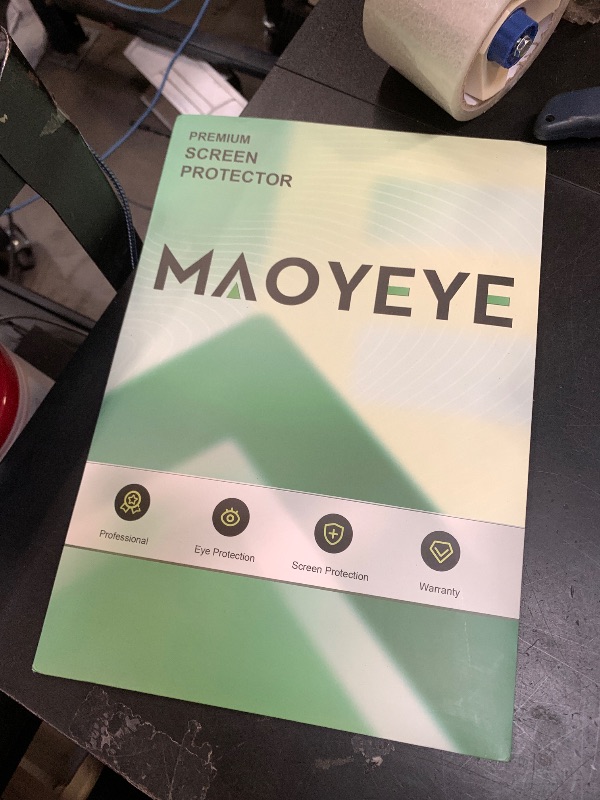 PREMIUM
SCREEN
PROTECTOR
MAOYEYE
Professional
Eye Protection
Screen Protection
Warranty